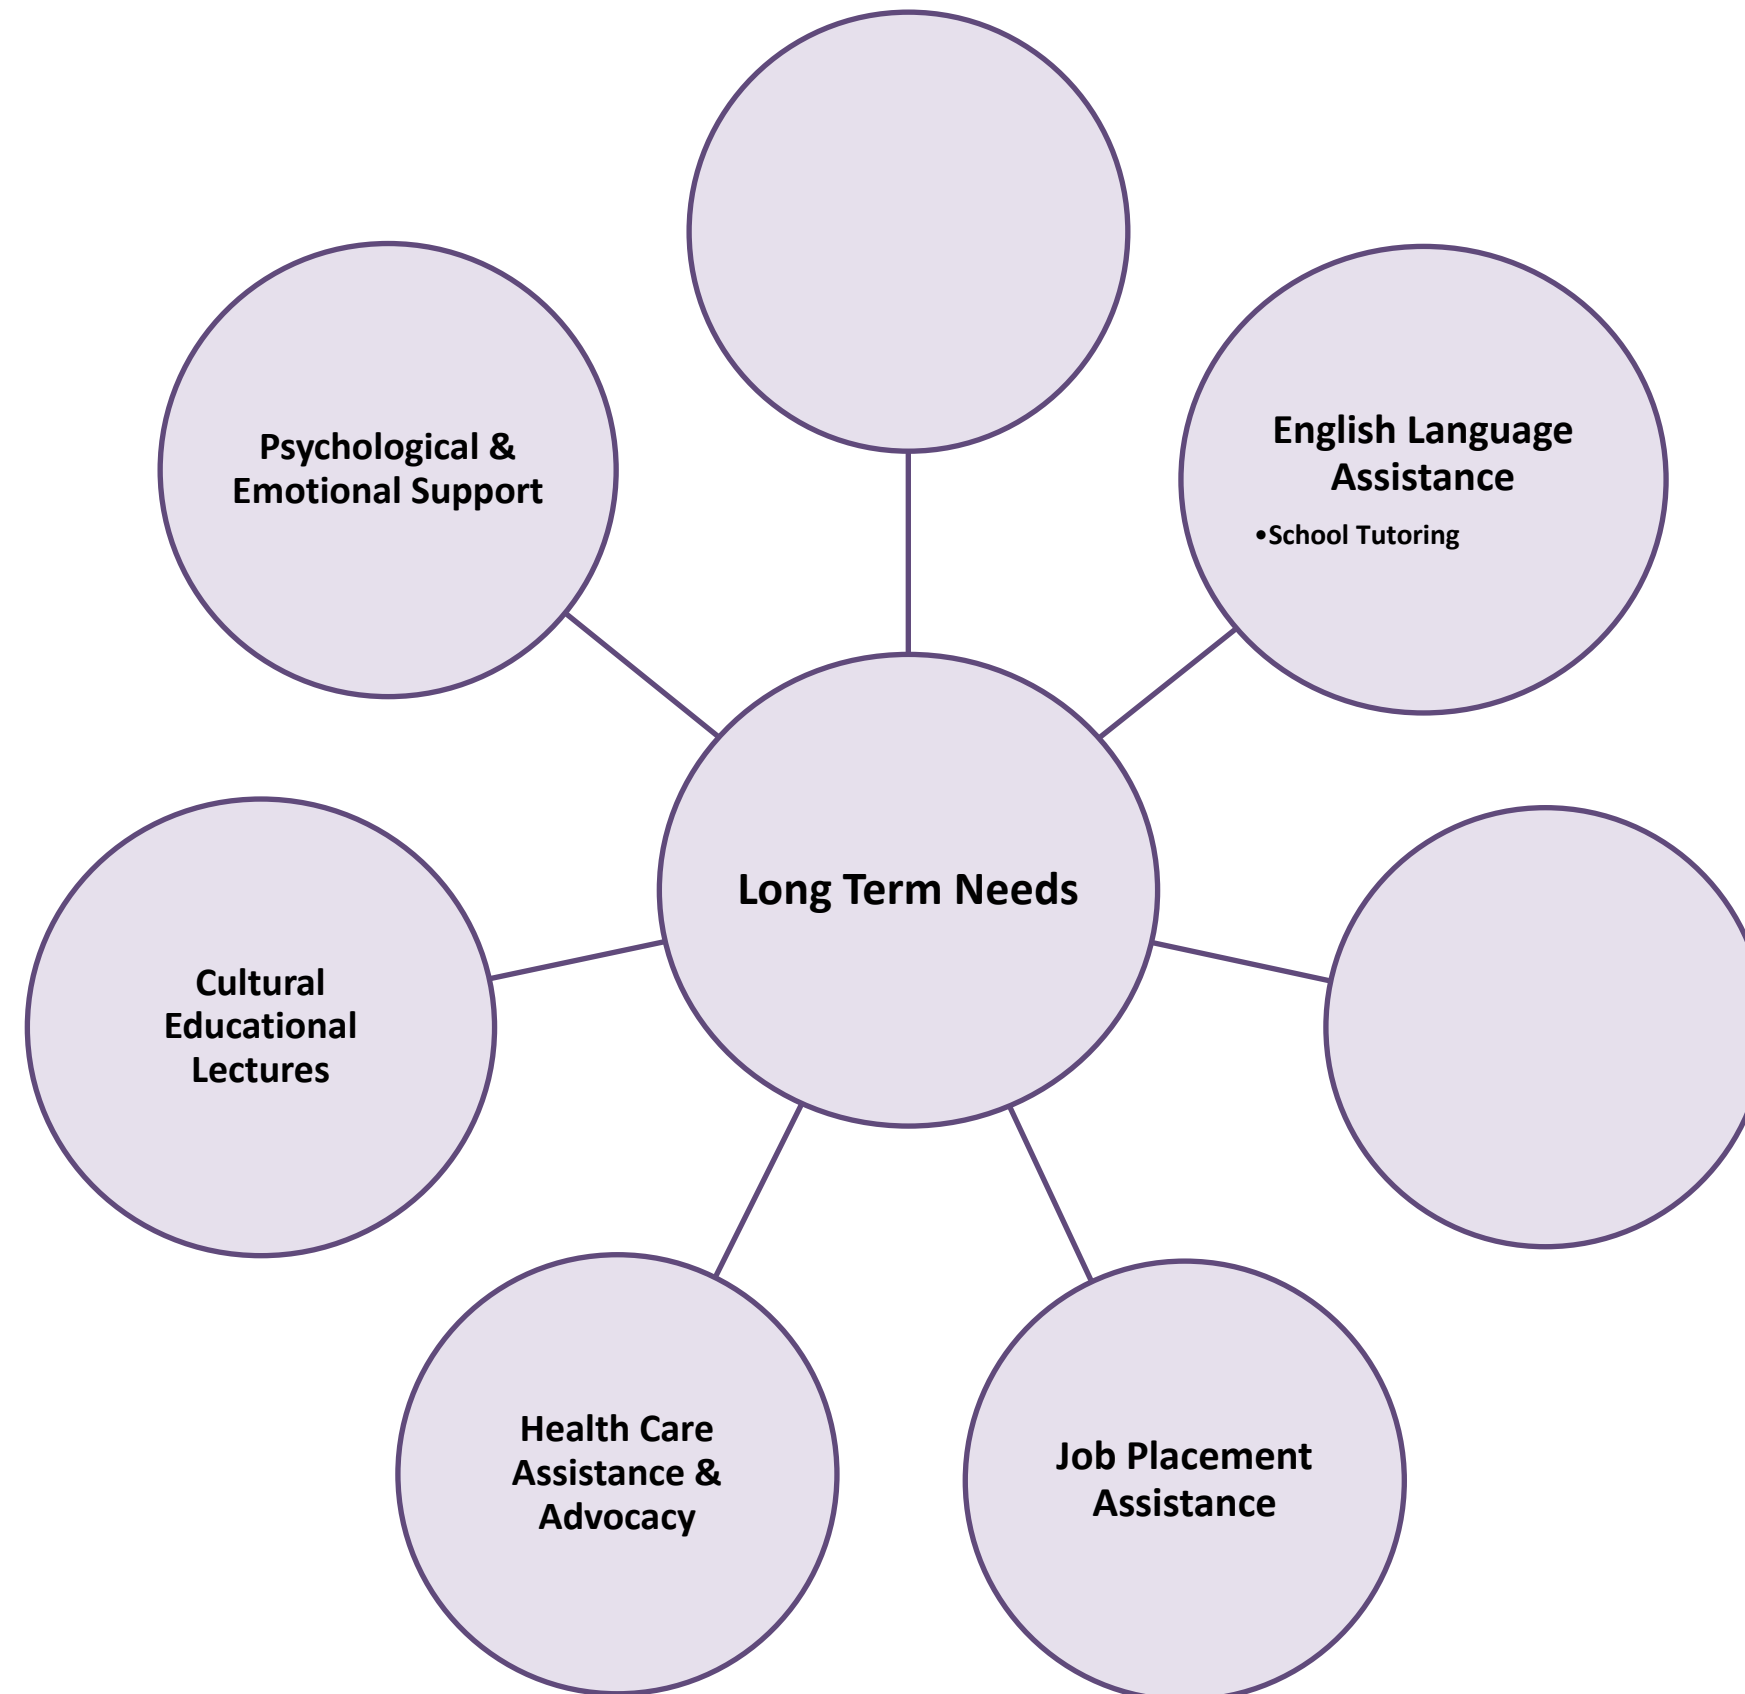 Psychological &
Emotional Support
English Language
Assistance
•School Tutoring
Long Term Needs
Cultural
Educational
Lectures
Health Care
Assistance &
Advocacy
Job Placement
Assistance